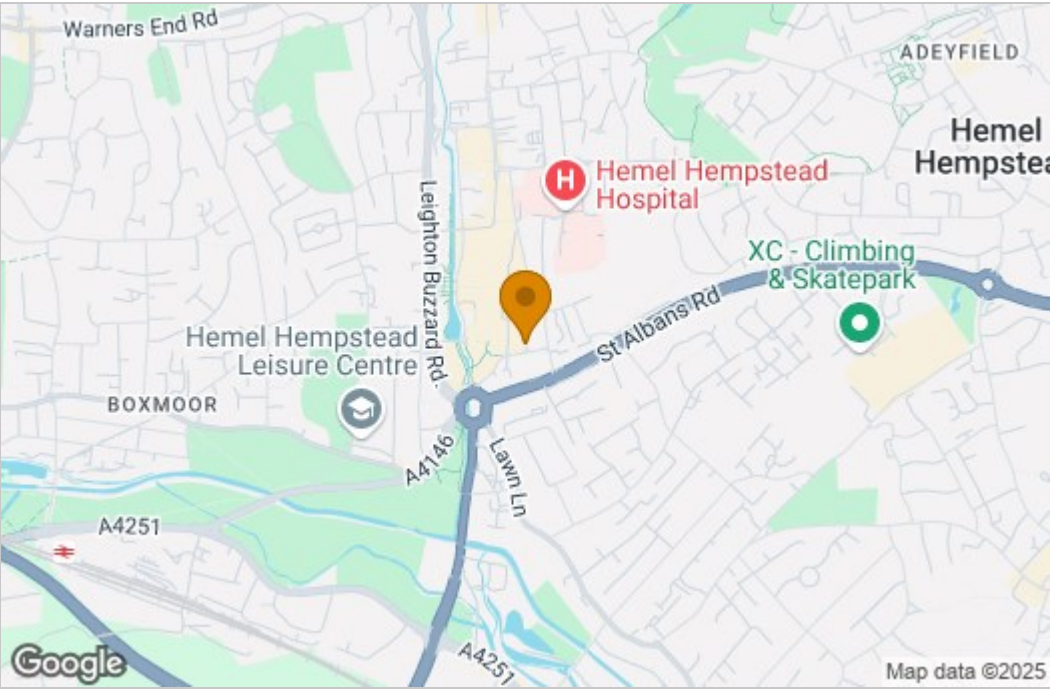 Warners End Rd
ADEYFIELD
Hemel
Hempstea
H
Hemel Hempstead
Hospital
Leighton Buzzard Rd
XC - Climbing
& Skatepark
St Albans Rd
Hemel Hempstead
Leisure Centre
BOXMOOR
A4146
Lawn Ln
A4251
A4251
Google
Map data ©2025